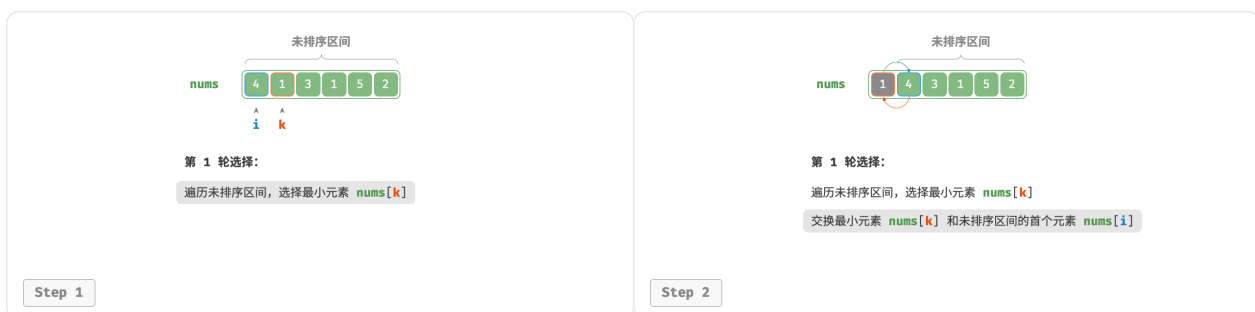 未排序区间
nums 4 1 3 1 5 2
i k
第 1 轮选择：
遍历未排序区间，选择最小元素 nums[k]
Step 1
未排序区间
nums 1 4 3 1 5 2
第 1 轮选择：
遍历未排序区间，选择最小元素 nums[k]
交换最小元素 nums[k] 和未排序区间的首个元素 nums[i]
Step 2